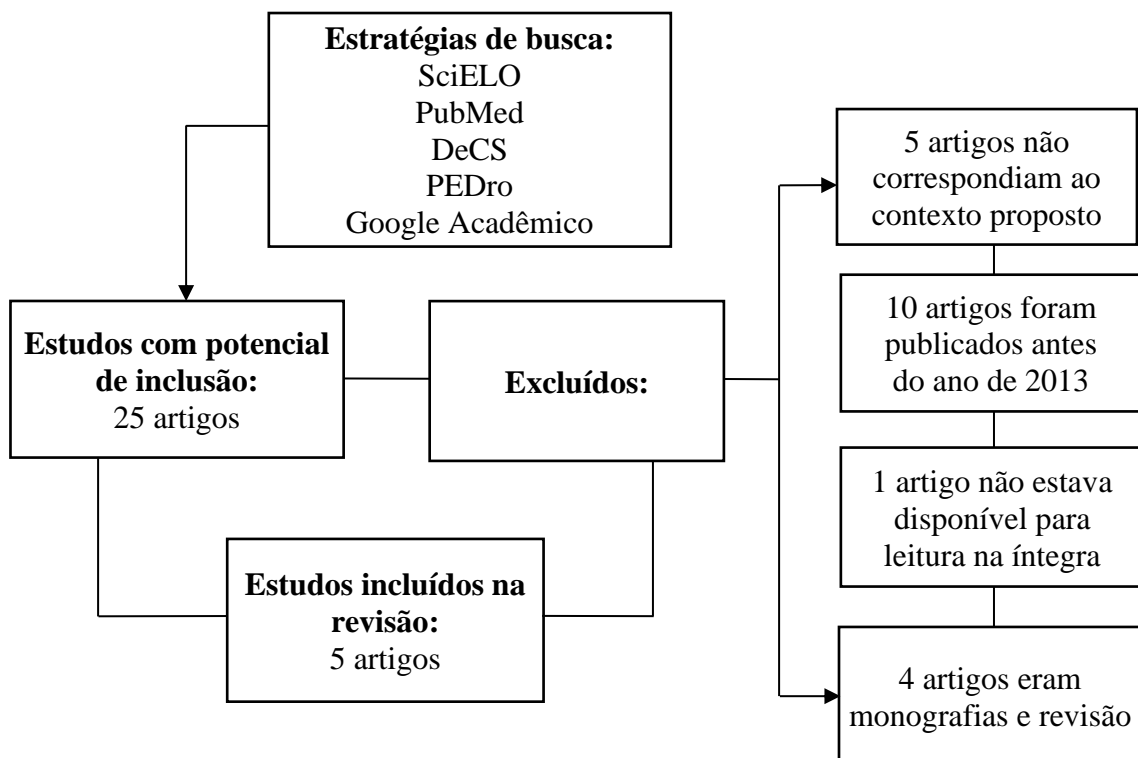 Estratégias de busca:
SciELO
PubMed
DeCS
PEDro
Google Acadêmico
Estudos com potencial
de inclusão:
25 artigos
Excluídos:
Estudos incluídos na
revisão:
5 artigos
5 artigos não
correspondiam ao
contexto proposto
10 artigos foram
publicados antes
do ano de 2013
1 artigo não estava
disponível para
leitura na íntegra
4 artigos eram
monografias e revisão